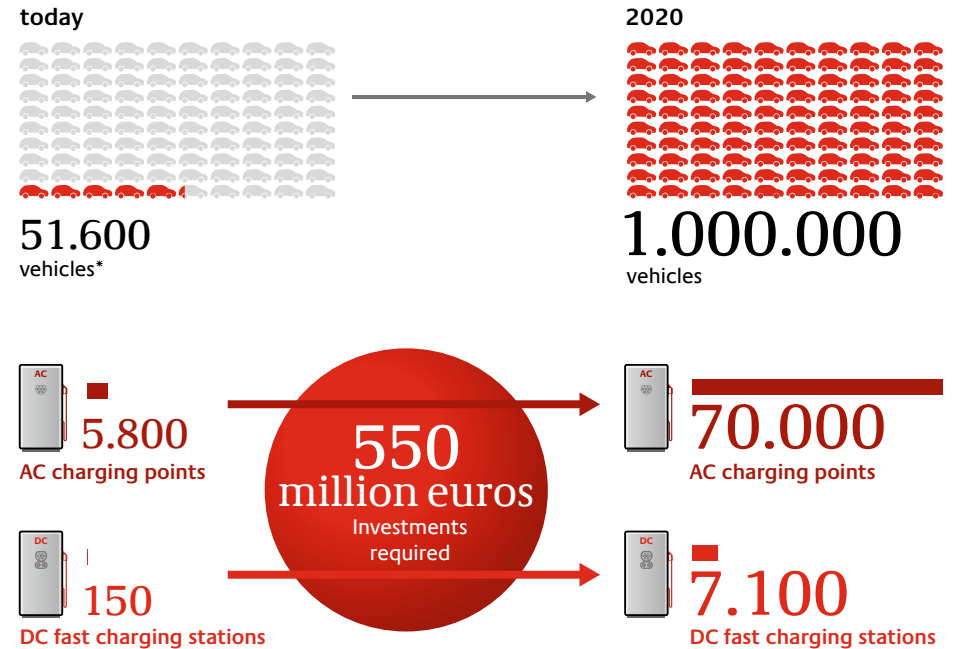 today
2020
51.600
vehicles*
1.000.000
vehicles
AC
5.800
AC charging points
550
million euros
Investments
required
AC
70.000
AC charging points
DC
150
DC fast charging stations
DC
7.100
DC fast charging stations